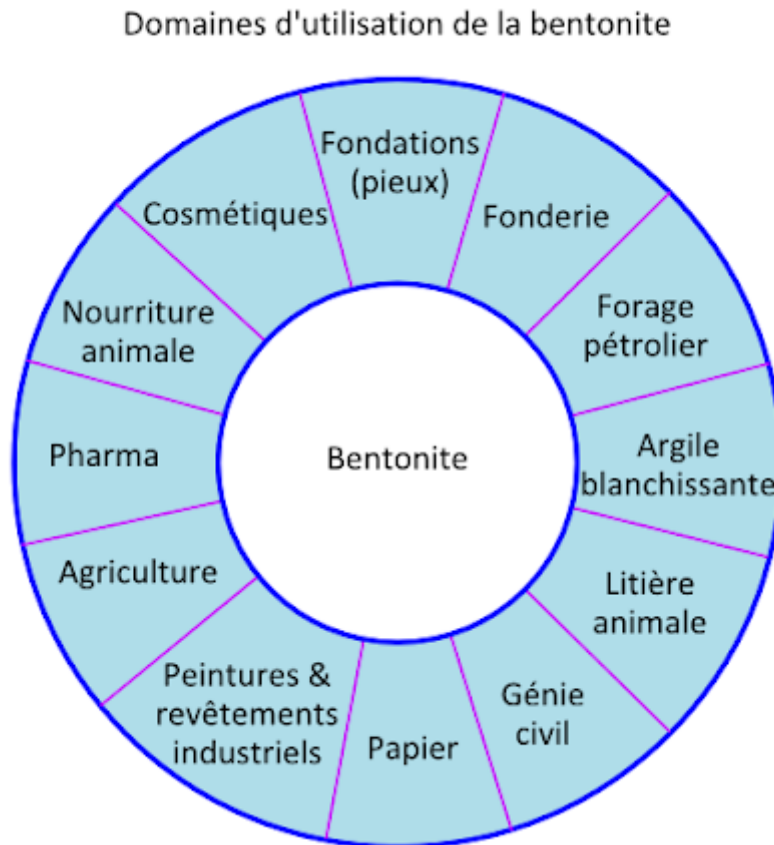 Domaines d'utilisation de la bentonite
Fondations
(pieux)
Fonderie
Forage
pétrolier
Argile
blanchissante
Litière
animale
Génie
civil
Papier
Peintures &
revêtements
industriels
Agriculture
Pharma
Nourriture
animale
Cosmétiques
Bentonite